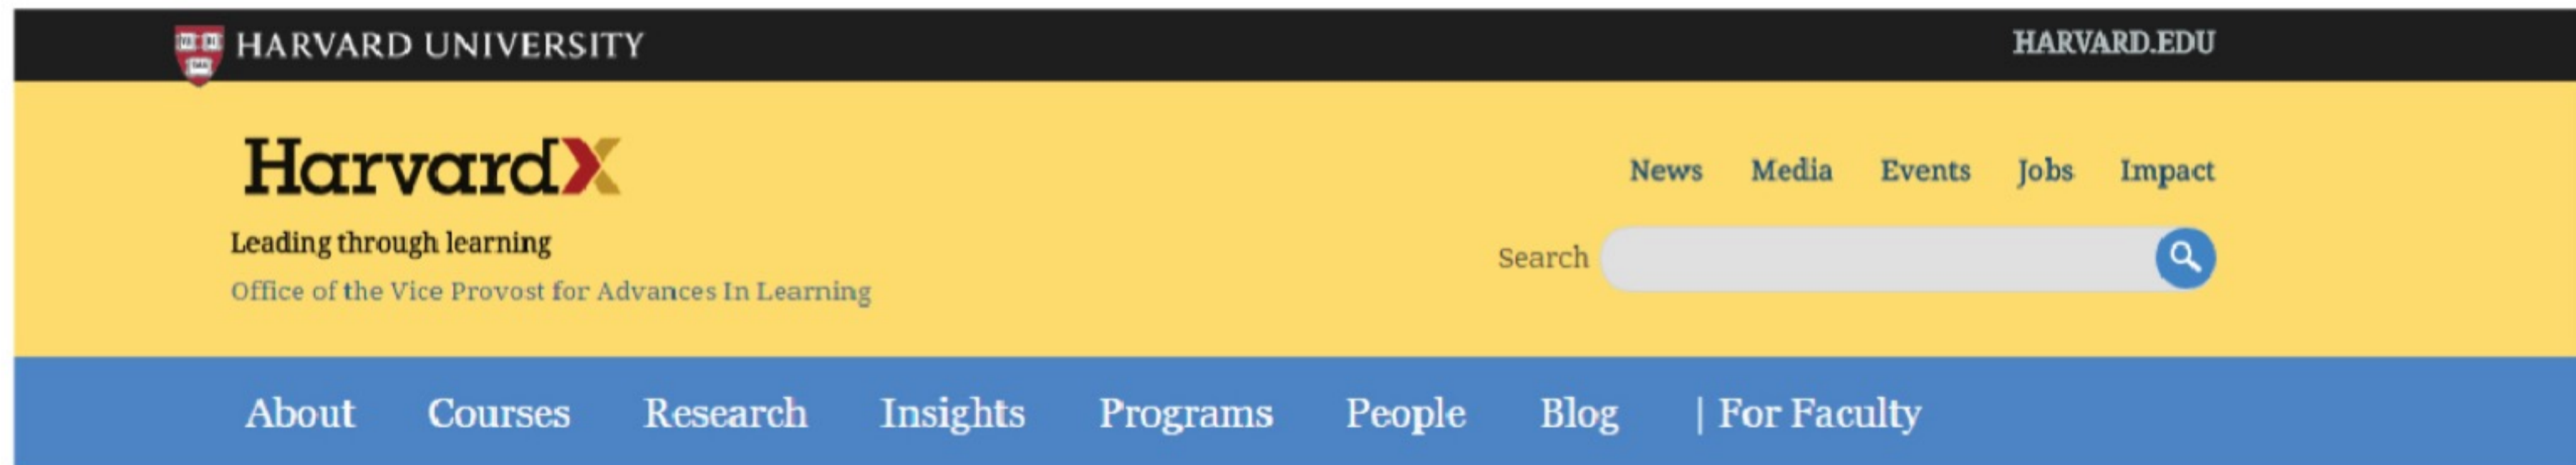 HARVARD UNIVERSITY HARVARD.EDU
HarvardX
News Media Events Jobs Impact
Leading through learning
Search
Office of the Vice Provost for Advances In Learning
About Courses Research Insights Programs People Blog | For Faculty